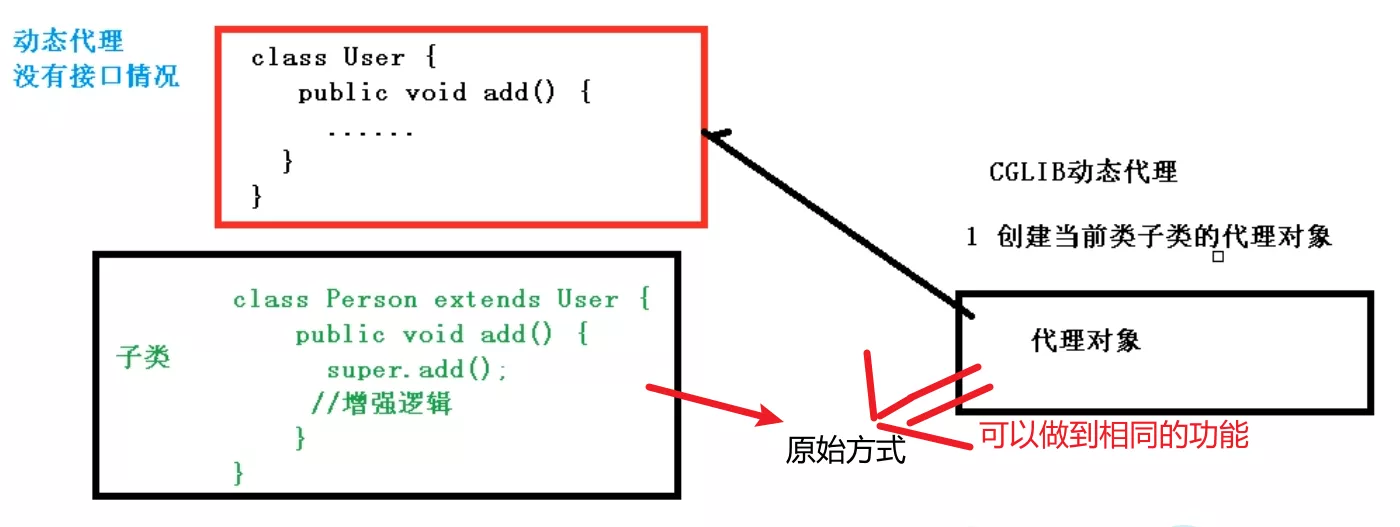 动态代理
没有接口情况
class User {
public void add() {
......
}
}
子类
class Person extends User {
public void add() {
super.add();
//增强逻辑
}
}
原始方式
CGLIB动态代理
1 创建当前类子类的代理对象
代理对象
可以做到相同的功能